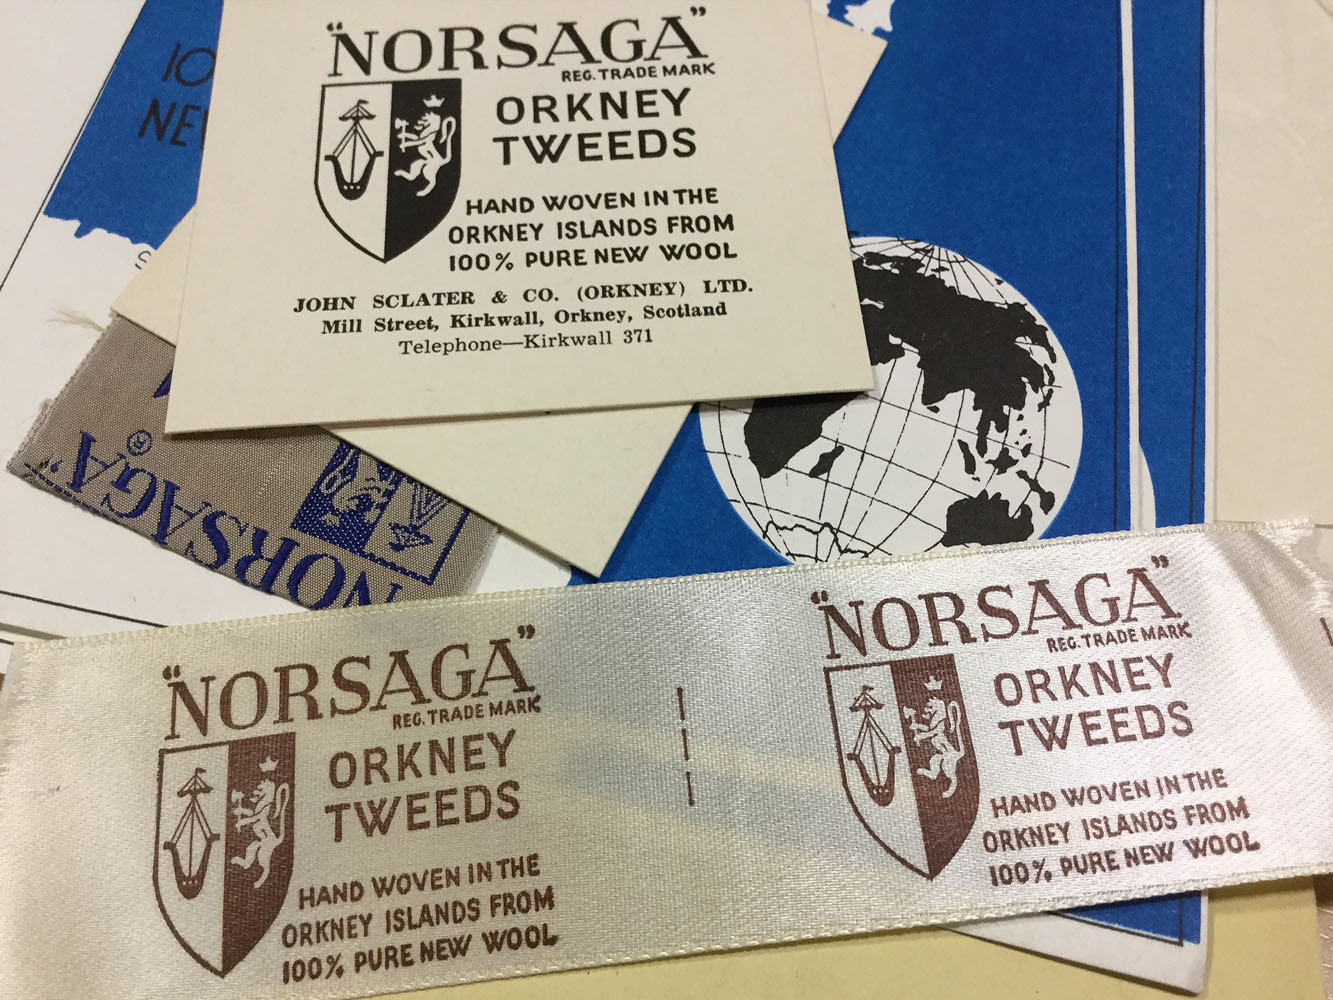 "NORSAGA"
REG. TRADE MARK
ORKNEY
TWEEDS
HAND WOVEN IN THE
ORKNEY ISLANDS FROM
100% PURE NEW WOOL
JOHN SCLATER & CO. (ORKNEY) LTD.
Mill Street, Kirkwall, Orkney, Scotland
Telephone—Kirkwall 371
"NORSAGA"®
"NORSAGA"
REG. TRADE MARK
ORKNEY
TWEEDS
HAND WOVEN IN THE
ORKNEY ISLANDS FROM
100% PURE NEW WOOL
"NORSAGA"
REG. TRADE MARK
ORKNEY
TWEEDS
HAND WOVEN IN THE
ORKNEY ISLANDS FROM
100% PURE NEW WOOL